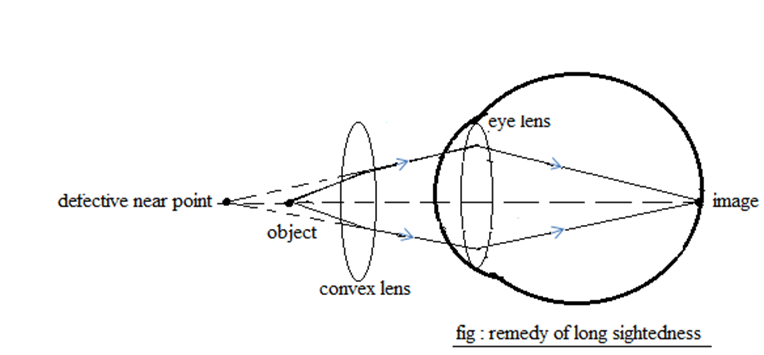 eye lens
defective near point
image
object
convex lens
fig : remedy of long sightedness